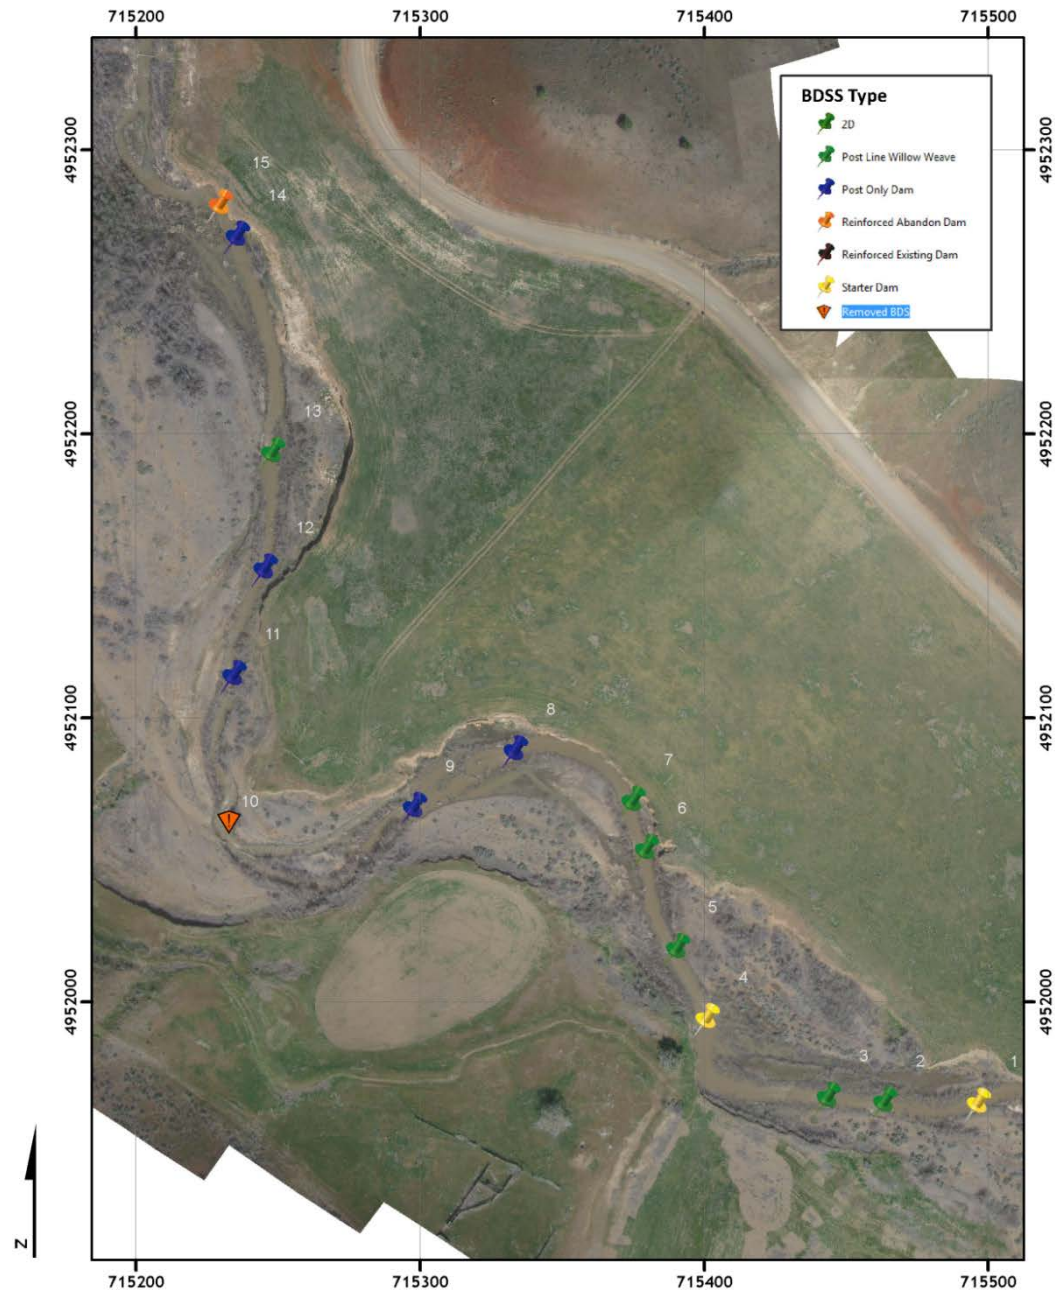 715200 715300 715400 715500
4952300
4952200
4952100
4952000
BDSS Type
2D
Post Line Willow Weave
Post Only Dam
Reinforced Abandon Dam
Reinforced Existing Dam
Starter Dam
Removed BDS
15
14
13
12
11
10
9
8
7
6
5
4
3
2
1
4952300
4952200
4952100
4952000
Z
715200 715300 715400 715500